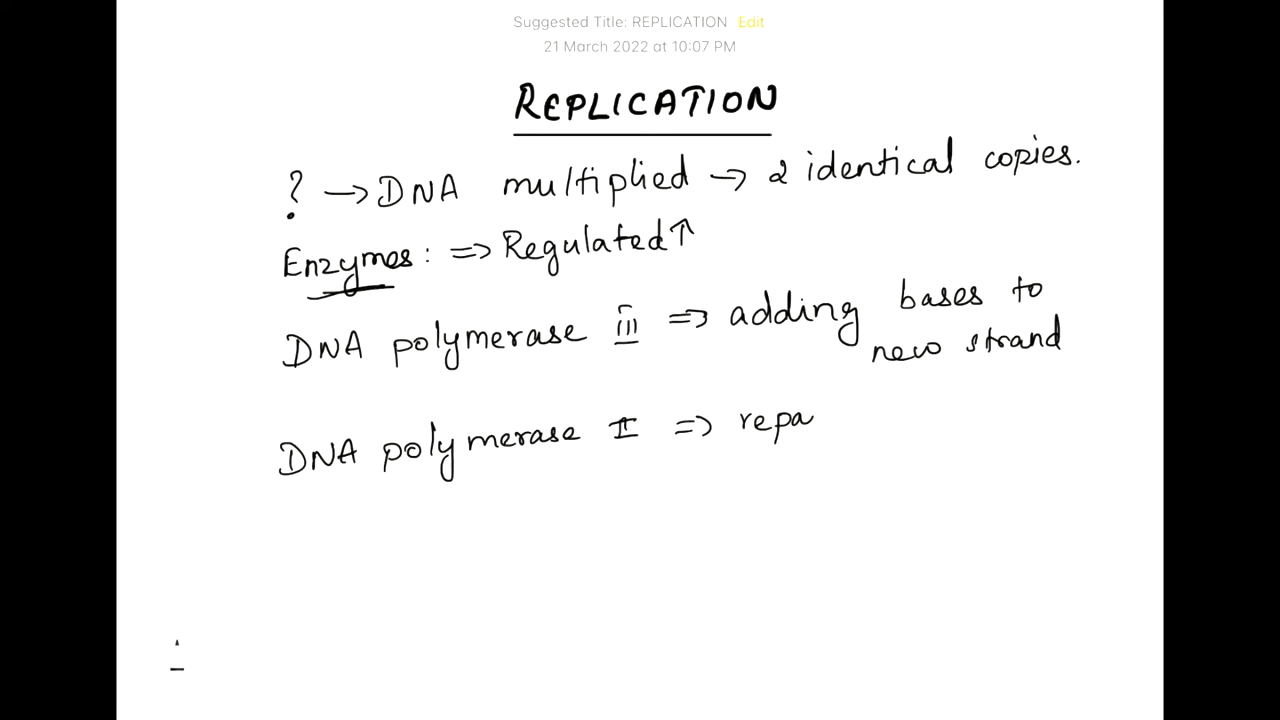 Suggested Title: REPLICATION Edit
21 March 2022 at 10:07 PM
REPLICATION
? → DNA multiplied → 2 identical copies.
Enzymes: => Regulated↑
DNA polymerase III => adding bases to
new strand
DNA polymerase I => repa